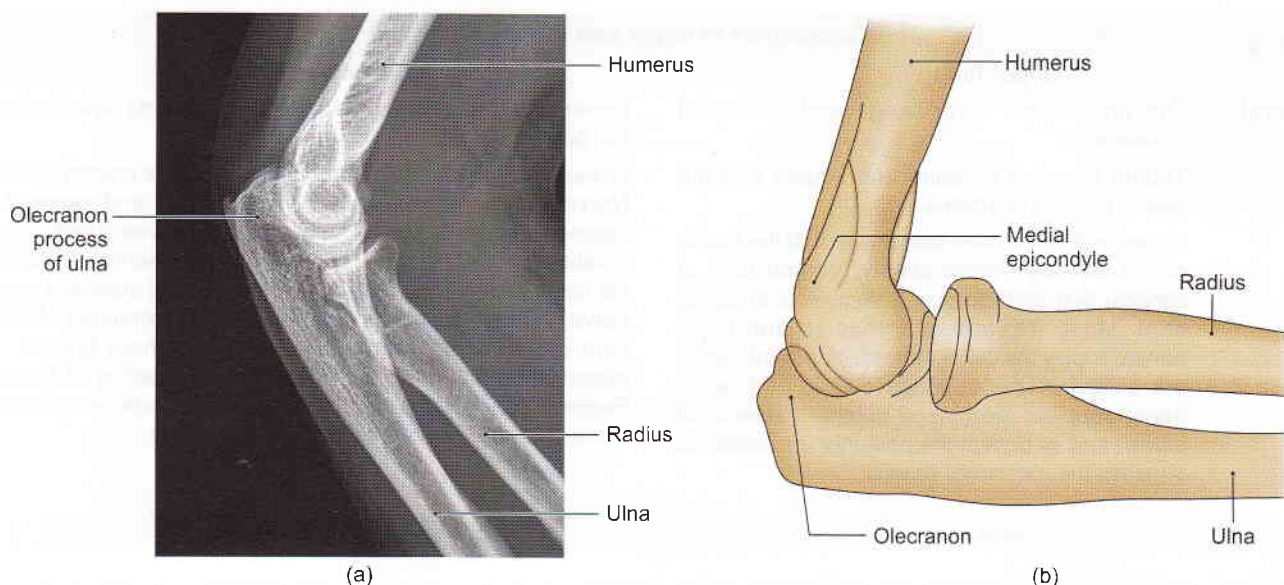 Humerus
Olecranon
process
of ulna
Radius
Ulna
(a)
Humerus
Medial
epicondyle
Radius
Olecranon
Ulna
(b)